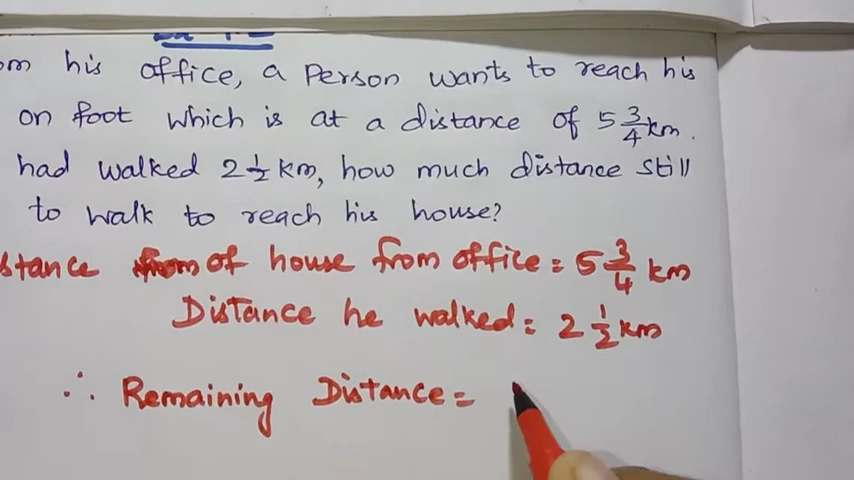 his office, a person wants to reach his
on foot which is at a distance of 5 3/4 km.
had walked 2 1/2 km, how much distance still
to walk to reach his house?
of house from office = 5 3/4 km
Distance he walked = 2 1/2 km
∴ Remaining Distance =